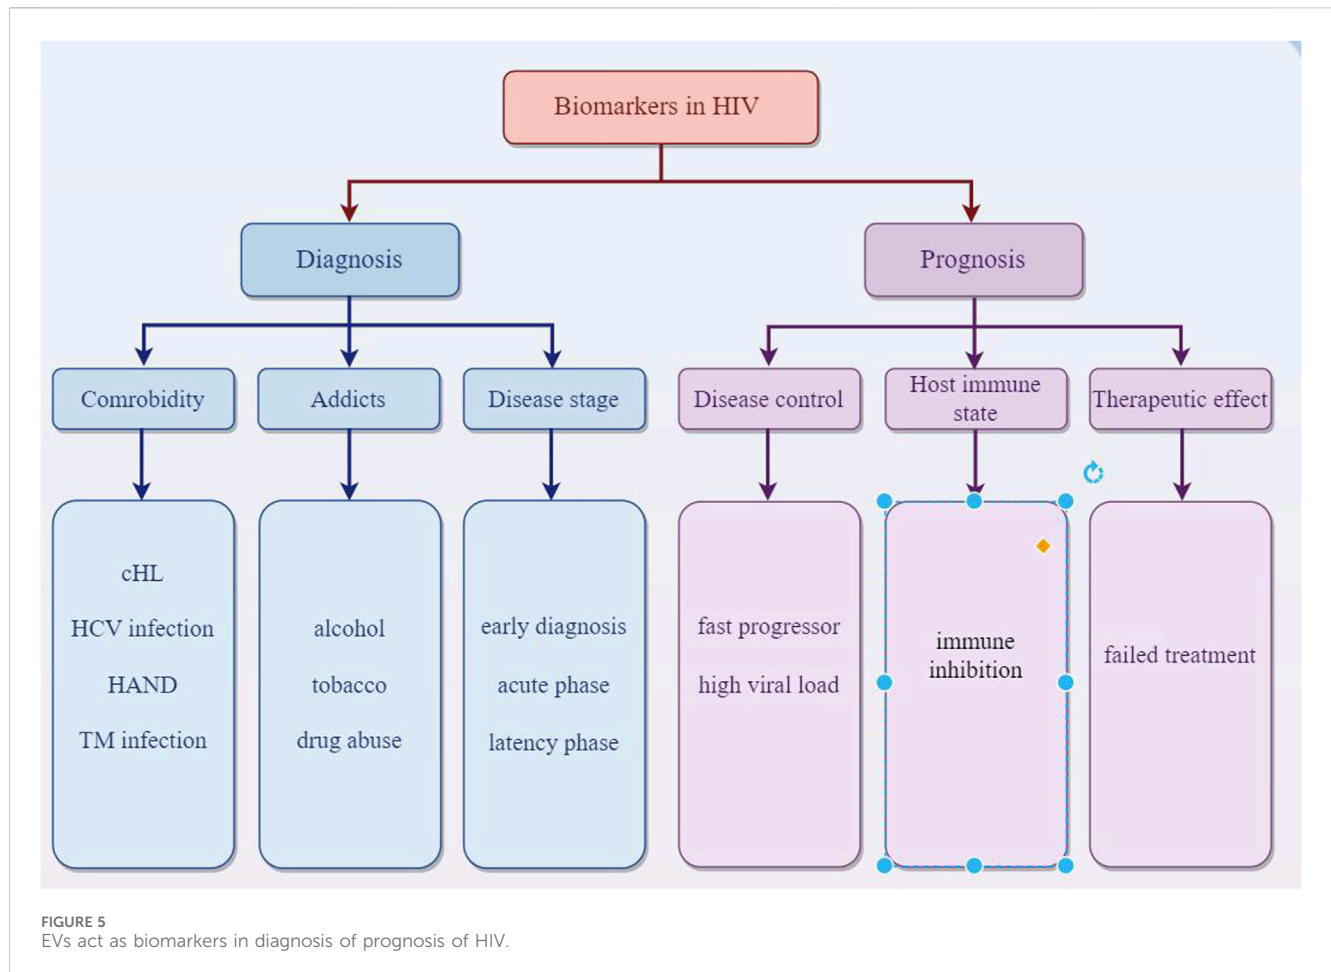 Biomarkers in HIV
Diagnosis
Prognosis
Comrobidity
Addicts
Disease stage
Disease control
Host immune
state
Therapeutic effect
cHL
HCV infection
HAND
TM infection
alcohol
tobacco
drug abuse
early diagnosis
acute phase
latency phase
fast progressor
high viral load
immune
inhibition
failed treatment
FIGURE 5
EVs act as biomarkers in diagnosis of prognosis of HIV.